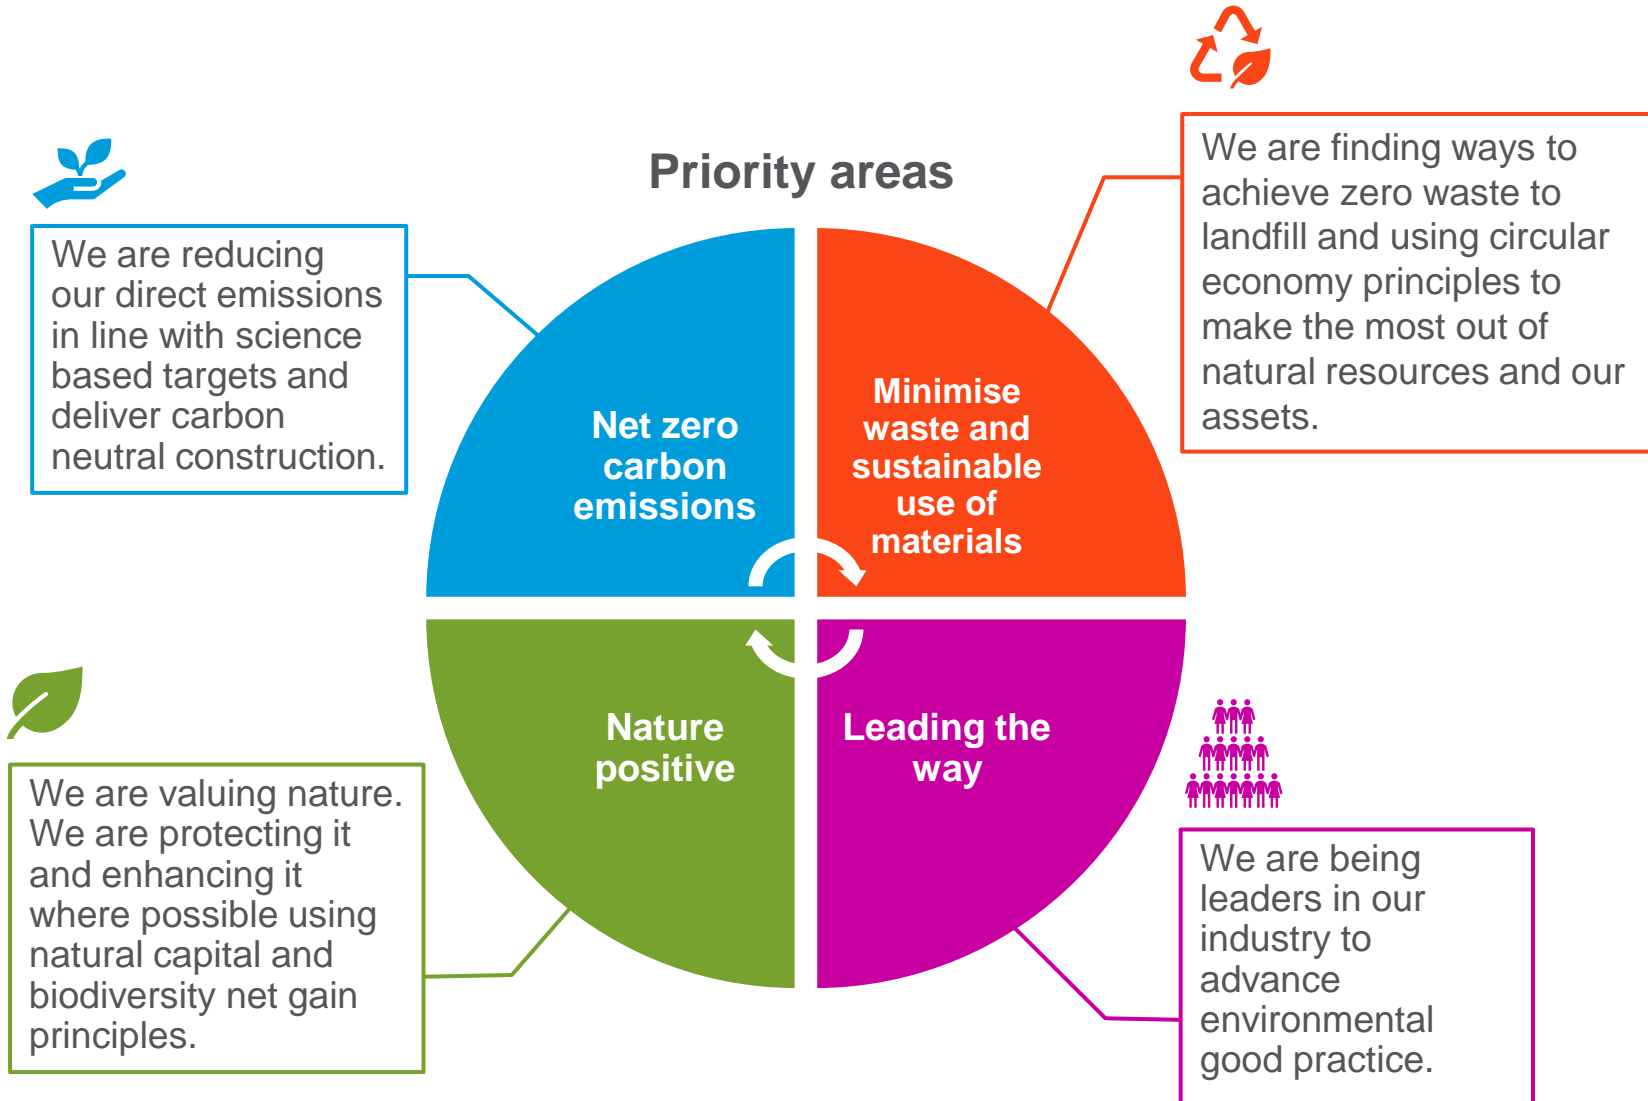 Priority areas
We are reducing
our direct emissions
in line with science
based targets and
deliver carbon
neutral construction.
We are finding ways to
achieve zero waste to
landfill and using circular
economy principles to
make the most out of
natural resources and our
assets.
Net zero
carbon
emissions
Minimise
waste and
sustainable
use of
materials
Nature
positive
Leading the
way
We are valuing nature.
We are protecting it
and enhancing it
where possible using
natural capital and
biodiversity net gain
principles.
We are being
leaders in our
industry to
advance
environmental
good practice.